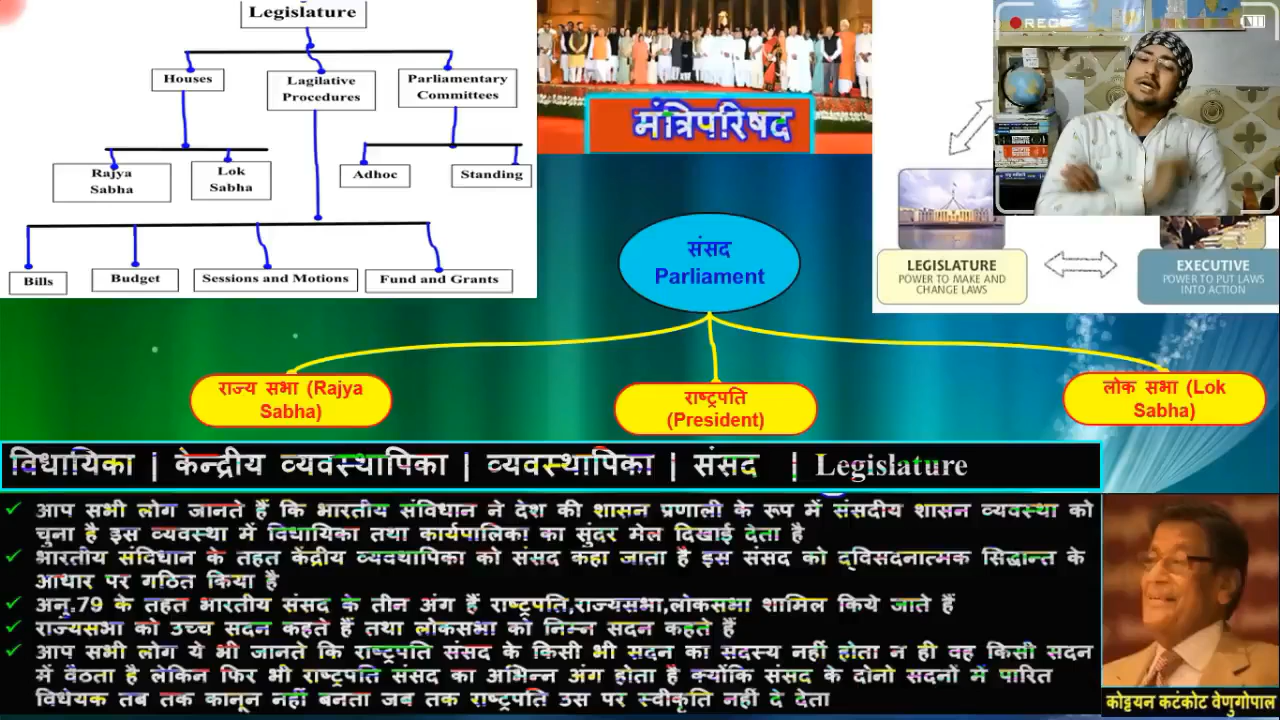 Legislature
Houses
Lagilative
Procedures
Parliamentary
Committees
Rajya
Sabha
Lok
Sabha
Adhoc
Standing
Bills
Budget
Sessions and Motions
Fund and Grants
मंत्रिपरिषद
REC
LEGISLATURE
POWER TO MAKE AND
CHANGE LAWS
EXECUTIVE
POWER TO PUT LAWS
INTO ACTION
संसद
Parliament
राज्य सभा (Rajya
Sabha)
राष्ट्रपति
(President)
लोक सभा (Lok
Sabha)
विधायिका | केन्द्रीय व्यवस्थापिका | व्यवस्थापिका | संसद | Legislature
✓ आप सभी लोग जानते हैं कि भारतीय संविधान ने देश की शासन प्रणाली के रूप में संसदीय शासन व्यवस्था को
चुना है इस व्यवस्था में विधायिका तथा कार्यपालिका का सुंदर मेल दिखाई देता है
✓ भारतीय संविधान के तहत केंद्रीय व्यवथापिका को संसद कहा जाता है इस संसद को द्विसदनात्मक सिद्धान्त के
आधार पर गठित किया है
✓ अनु.79 के तहत भारतीय संसद के तीन अंग हैं राष्ट्रपति,राज्यसभा,लोकसभा शामिल किये जाते हैं
✓ राज्यसभा को उच्च सदन कहते हैं तथा लोकसभा को निम्न सदन कहते हैं
✓ आप सभी लोग ये भी जानते कि राष्ट्रपति संसद के किसी भी सदन का सदस्य नहीं होता न ही वह किसी सदन
में वैठता है लेकिन फिर भी राष्ट्रपति संसद का अभिन्न अंग होता है क्योंकि संसद के दोनो सदनों में पारित
विधेयक तब तक कानून नहीं बनता जब तक राष्ट्रपति उस पर स्वीकृति नहीं दे देता
कोट्टयन कटंकोट वेणुगोपाल